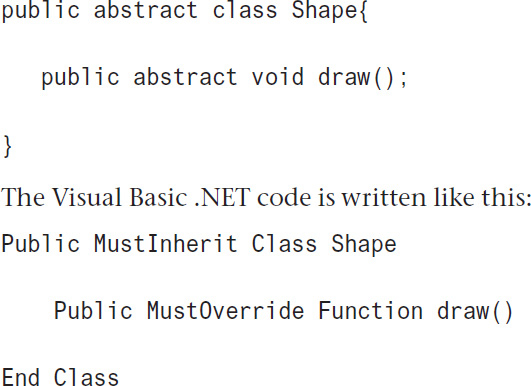 public abstract class Shape{
public abstract void draw();
}
The Visual Basic .NET code is written like this:
Public MustInherit Class Shape
Public MustOverride Function draw()
End Class